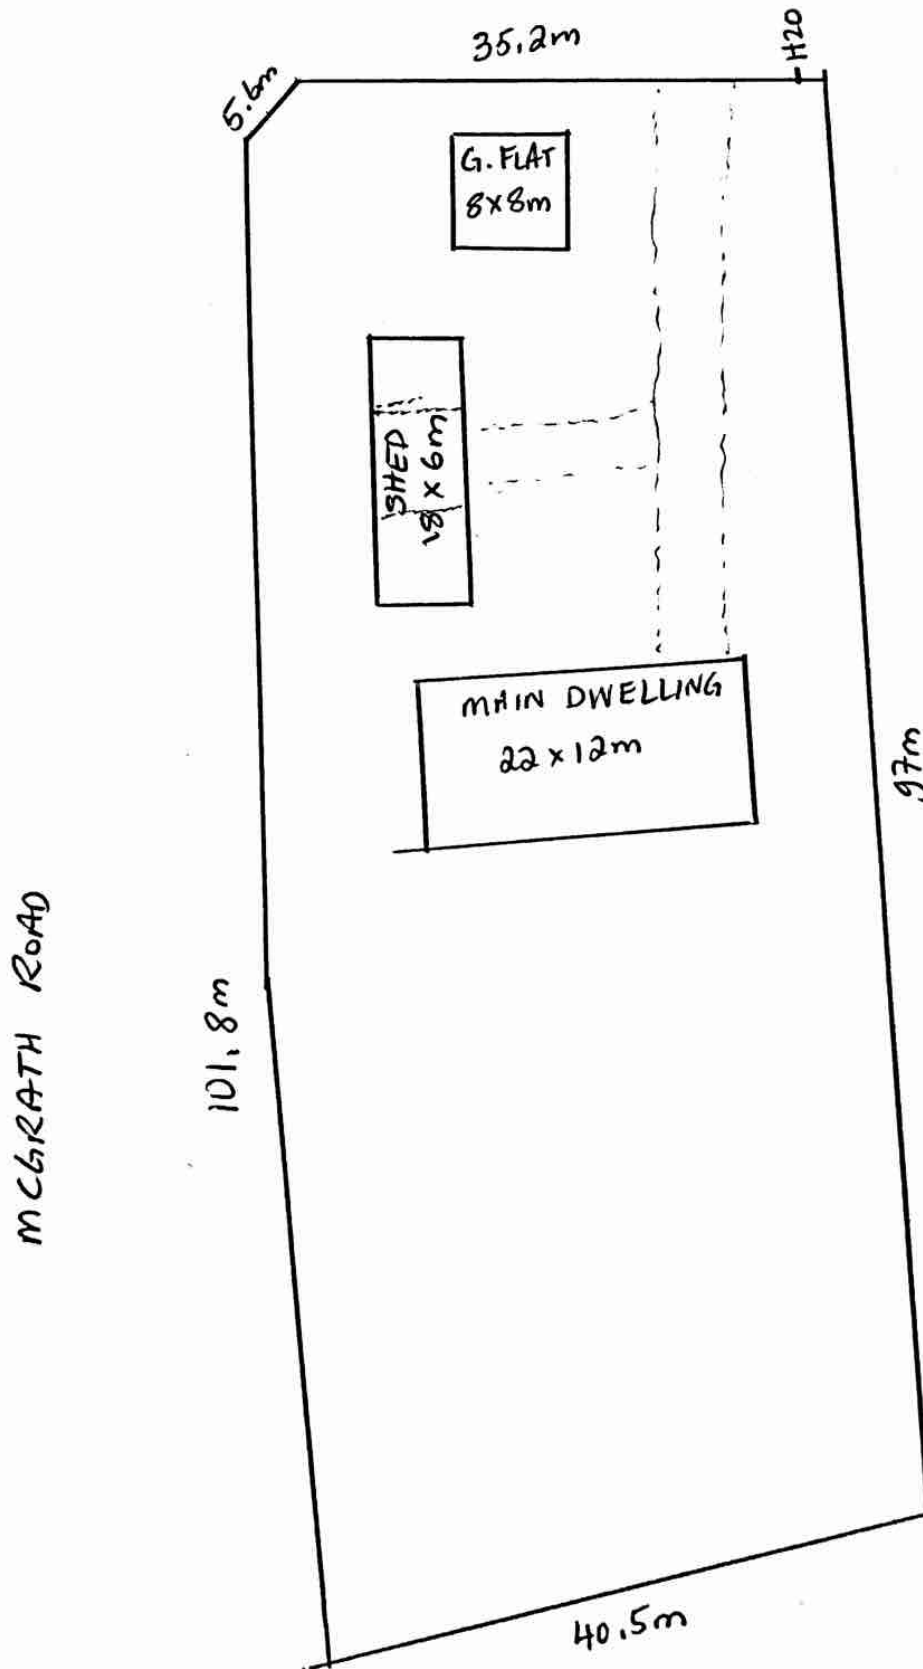 35.2m
H20
5.6m
G. FLAT
8x8m
SHED
18 x 6m
MAIN DWELLING
22 x 12m
97m
MCGRATH ROAD
101.8m
40.5m